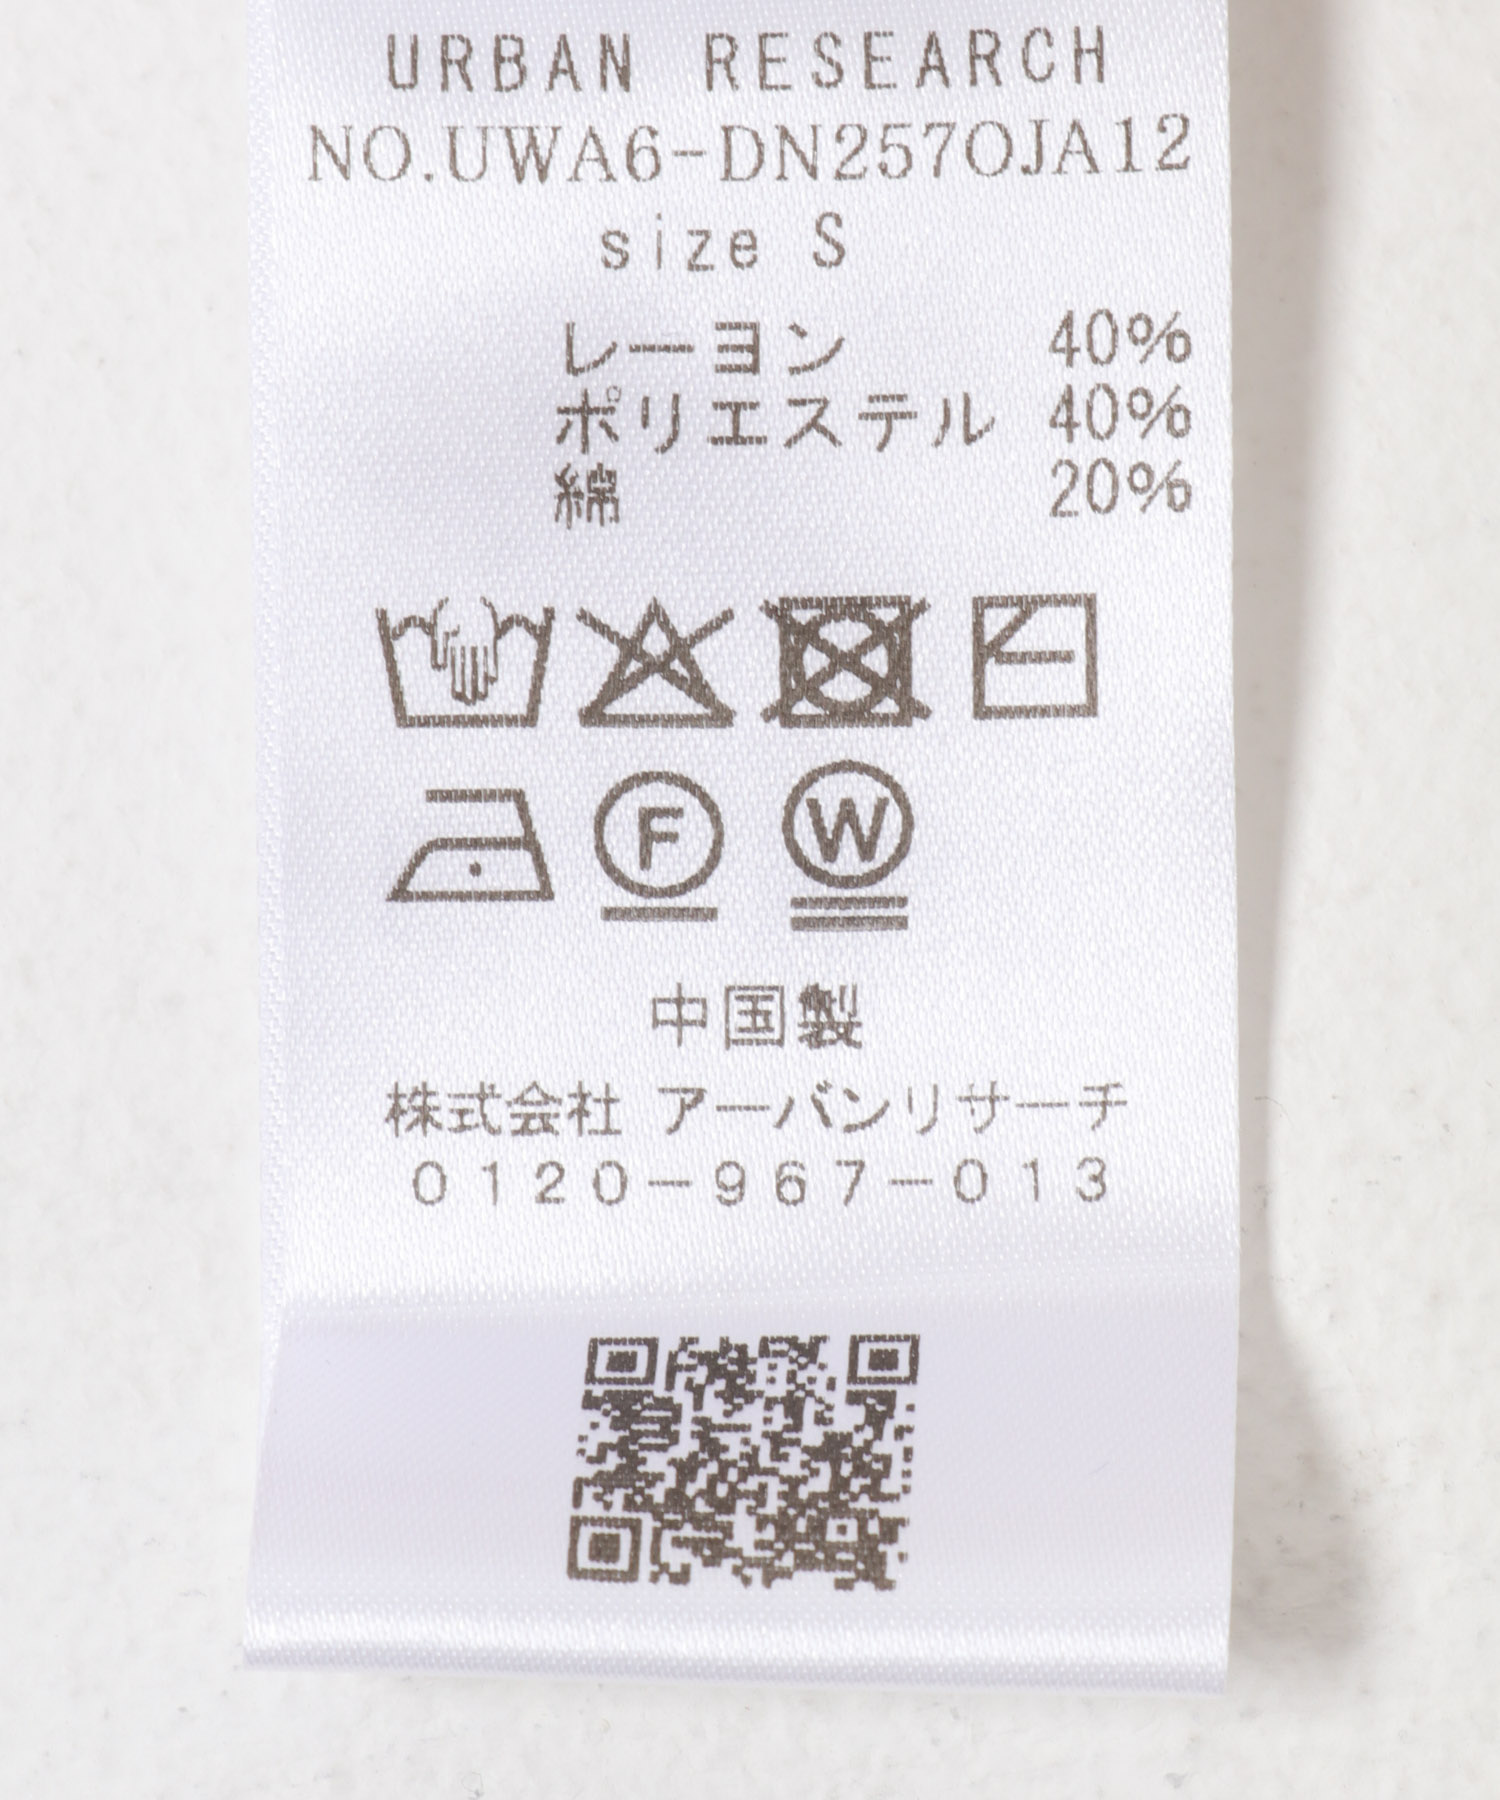 URBAN RESEARCH
NO.UWA6-DN257OJA12
size S
レーヨン 40%
ポリエステル 40%
綿 20%
F W
中国製
株式会社 アーバンリサーチ
0120-967-013